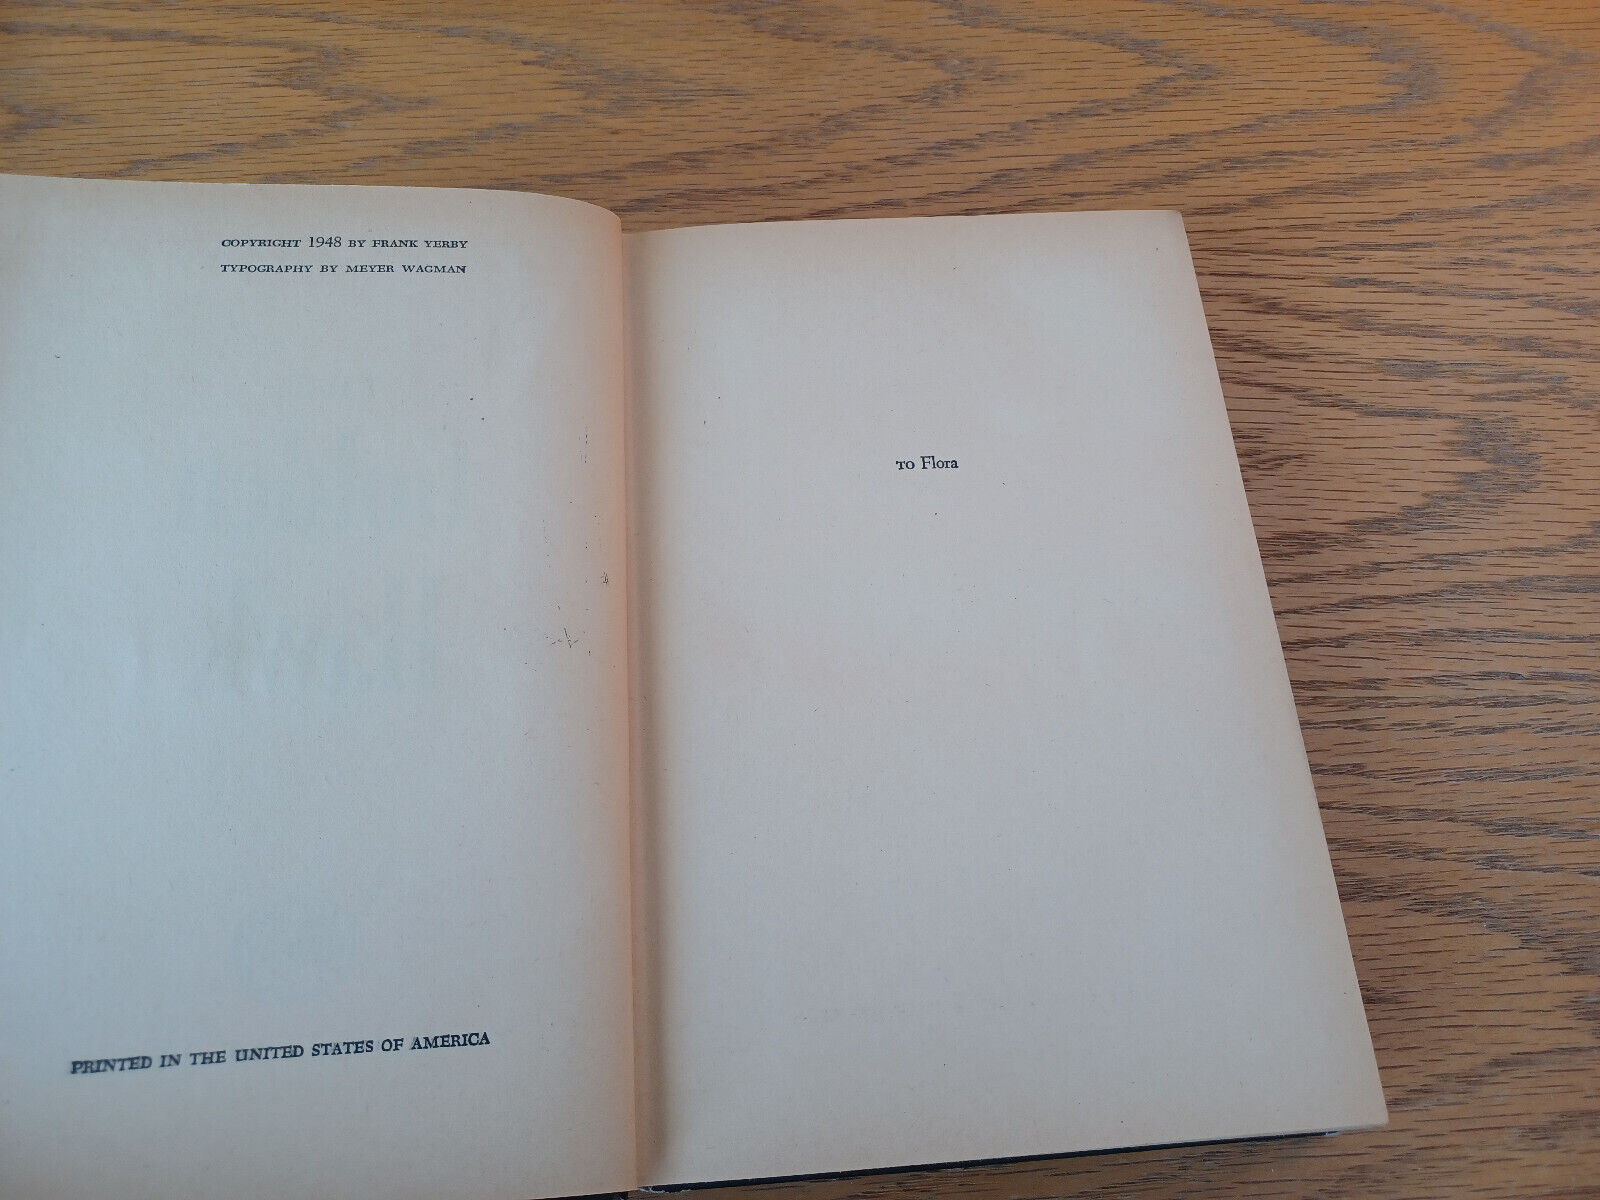 COPYRIGHT 1948 BY FRANK YERBY
TYPOGRAPHY BY MEYER WAGMAN
PRINTED IN THE UNITED STATES OF AMERICA
TO Flora